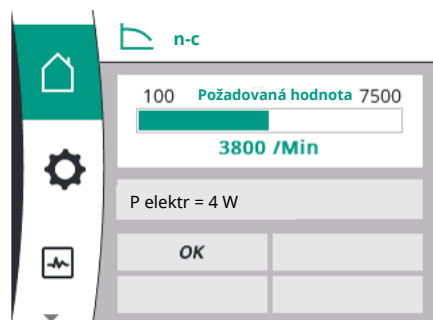 n-c
100 Požadovaná hodnota 7500
3800 /Min
P elektr = 4 W
OK